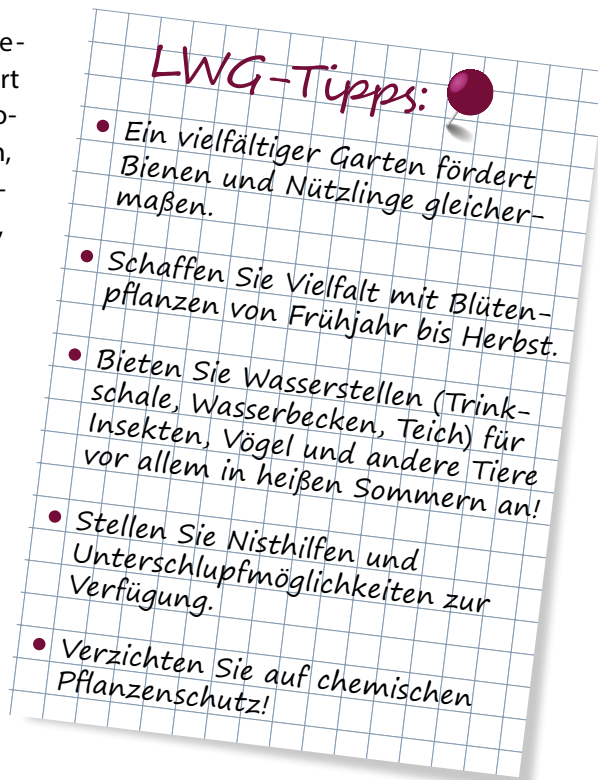 e-
rt
o-
n,
-
,
LWG-Tipps:
• Ein vielfältiger Garten fördert
Bienen und Nützlinge gleicher-
maßen.
• Schaffen Sie Vielfalt mit Blüten-
pflanzen von Frühjahr bis Herbst.
• Bieten Sie Wasserstellen (Trink-
schale, Wasserbecken, Teich) für
Insekten, Vögel und andere Tiere
vor allem in heißen Sommern an!
• Stellen Sie Nisthilfen und
Unterschlupfmöglichkeiten zur
Verfügung.
• Verzichten Sie auf chemischen
Pflanzenschutz!